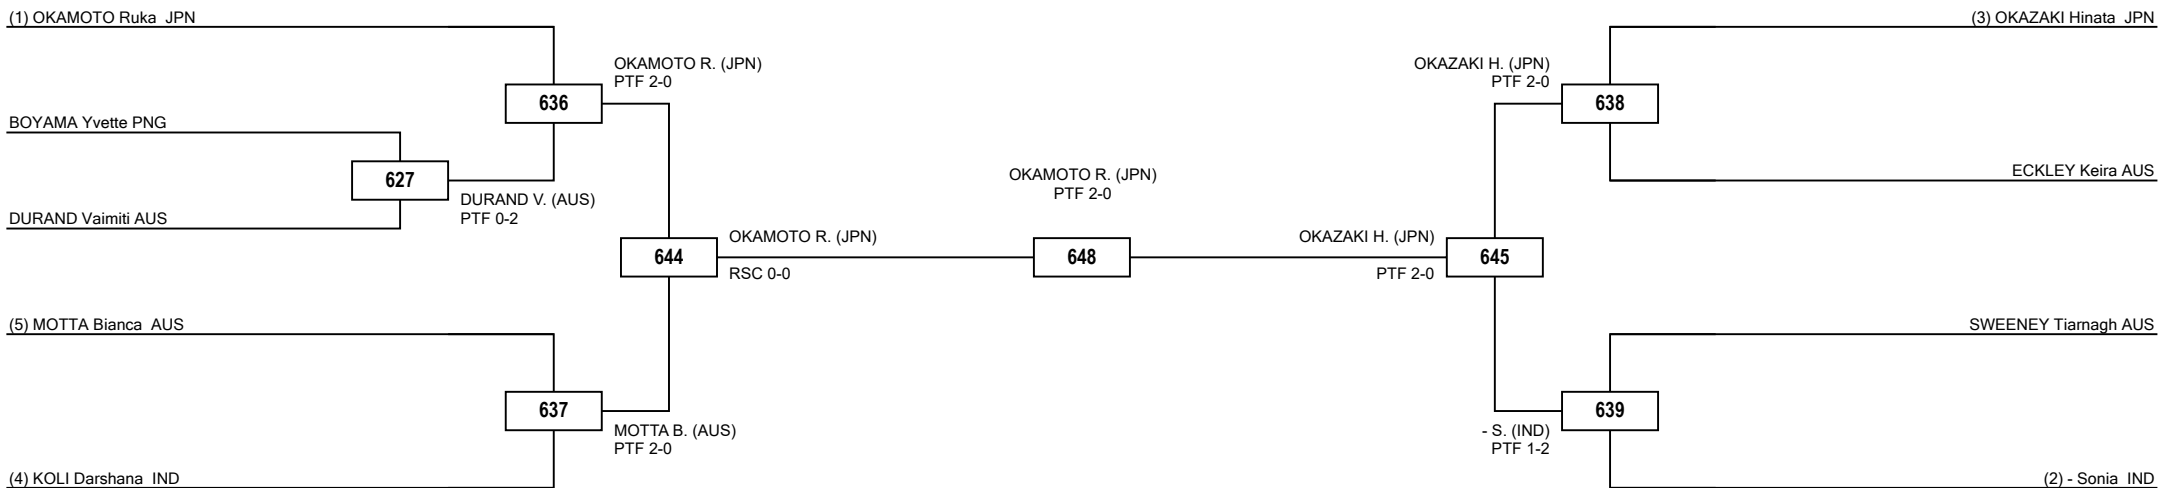 (1) OKAMOTO Ruka  JPN
(3) OKAZAKI Hinata  JPN
OKAMOTO R. (JPN)
PTF 2-0
OKAZAKI H. (JPN)
PTF 2-0
636
638
BOYAMA Yvette PNG
627
OKAMOTO R. (JPN)
PTF 2-0
ECKLEY Keira AUS
DURAND V. (AUS)
PTF 0-2
DURAND Vaimiti AUS
OKAMOTO R. (JPN)
OKAZAKI H. (JPN)
644
648
645
RSC 0-0
PTF 2-0
(5) MOTTA Bianca  AUS
SWEENEY Tiarnagh AUS
637
639
MOTTA B. (AUS)
PTF 2-0
- S. (IND)
PTF 1-2
(4) KOLI Darshana  IND
(2) - Sonia  IND